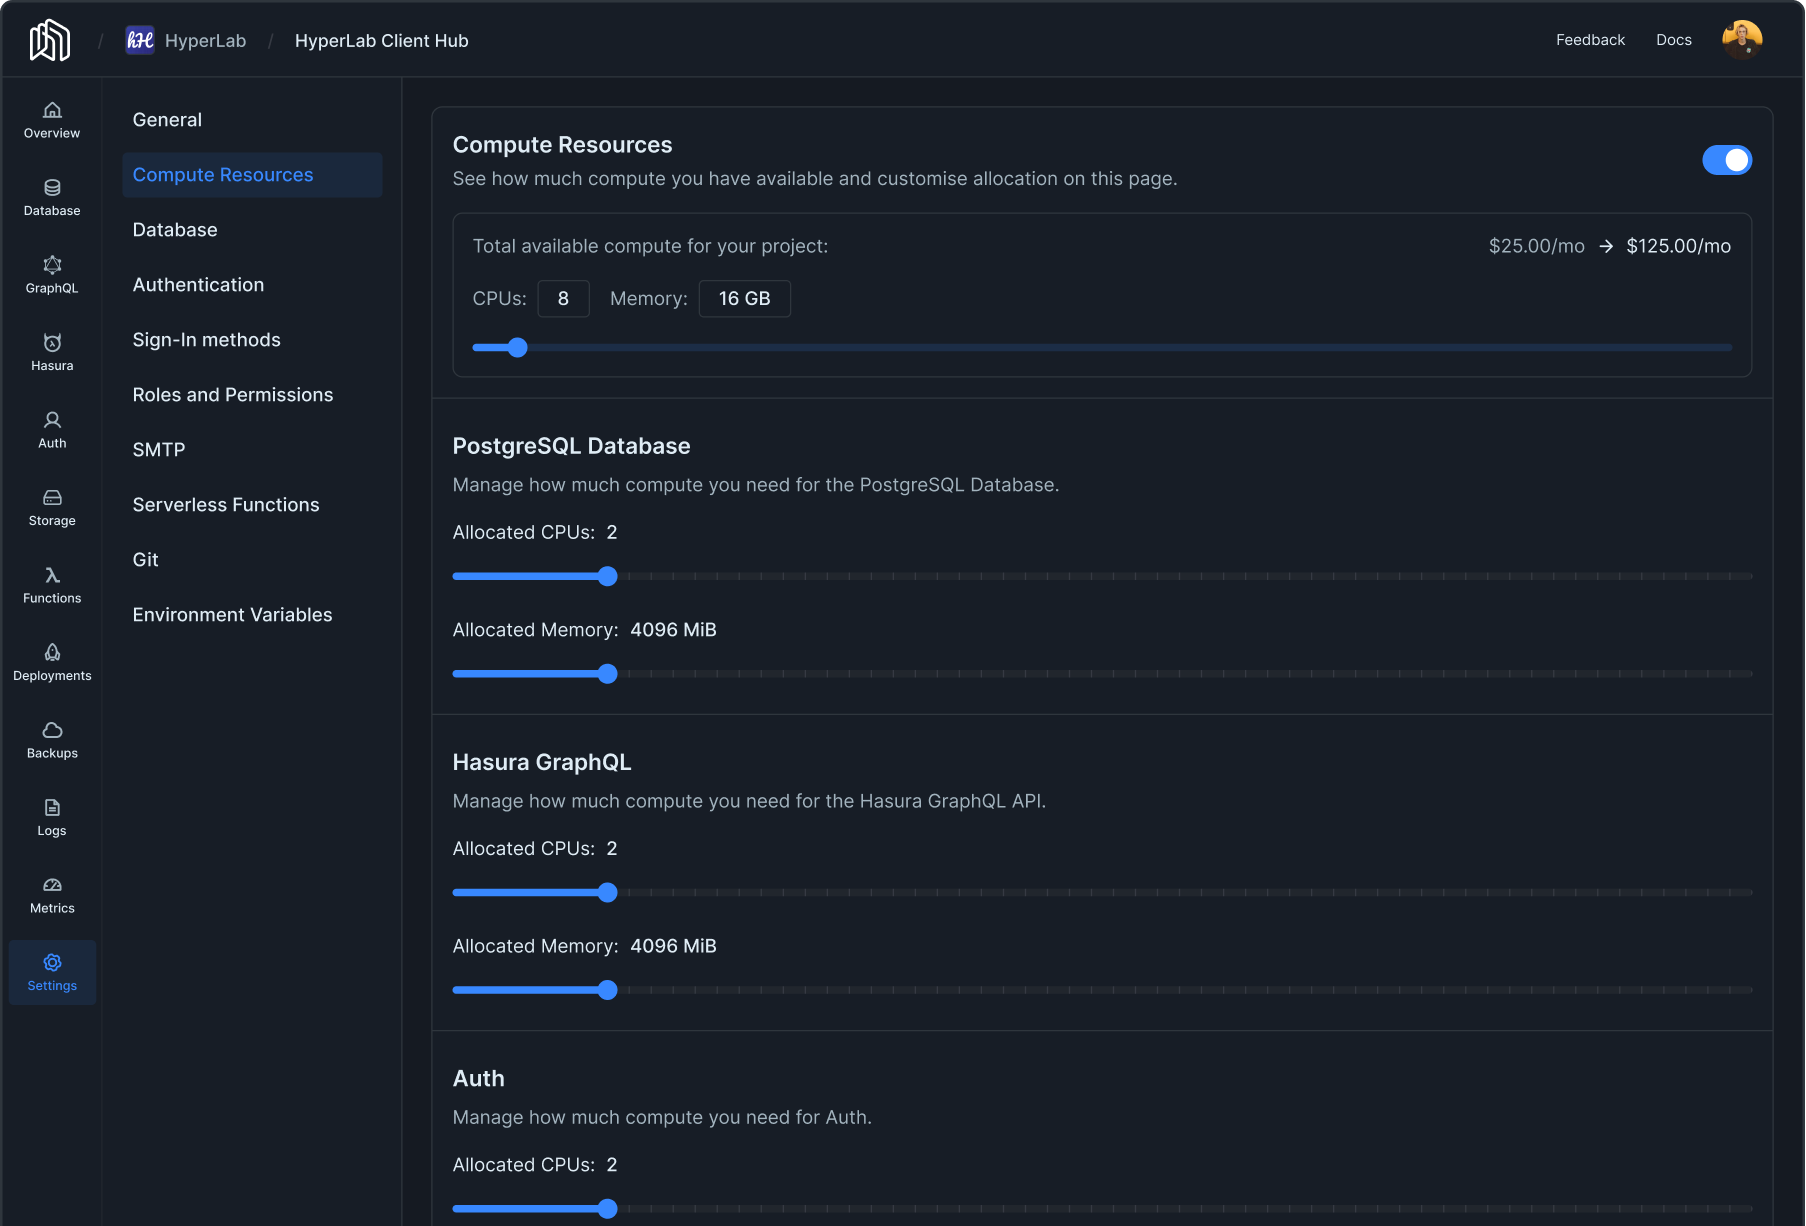 / hH HyperLab / HyperLab Client Hub
Feedback Docs
Overview
Database
GraphQL
Hasura
Auth
Storage
Functions
Deployments
Backups
Logs
Metrics
Settings
General
Compute Resources
Database
Authentication
Sign-In methods
Roles and Permissions
SMTP
Serverless Functions
Git
Environment Variables
Compute Resources
See how much compute you have available and customise allocation on this page.
Total available compute for your project: $25.00/mo → $125.00/mo
CPUs: 8 Memory: 16 GB
PostgreSQL Database
Manage how much compute you need for the PostgreSQL Database.
Allocated CPUs: 2
Allocated Memory: 4096 MiB
Hasura GraphQL
Manage how much compute you need for the Hasura GraphQL API.
Allocated CPUs: 2
Allocated Memory: 4096 MiB
Auth
Manage how much compute you need for Auth.
Allocated CPUs: 2